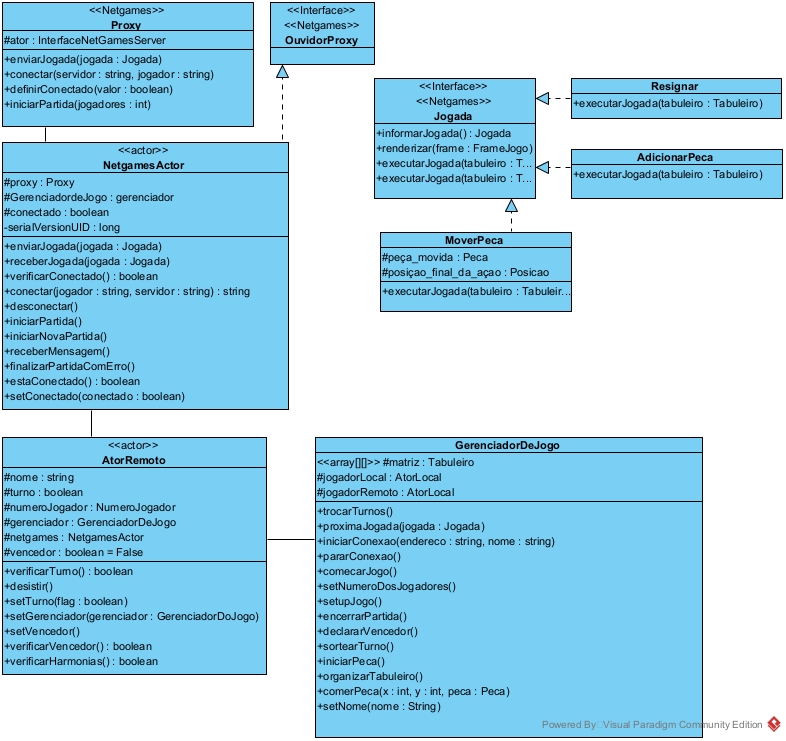 <<Netgames>>
Proxy
#ator : InterfaceNetGamesServer
+enviarJogada(jogada : Jogada)
+conectar(servidor : string, jogador : string)
+definirConectado(valor : boolean)
+iniciarPartida(jogadores : int)
<<Interface>>
<<Netgames>>
OuvidorProxy
<<Interface>>
<<Netgames>>
Jogada
+informarJogada() : Jogada
+renderizar(frame : FrameJogo)
+executarJogada(tabuleiro : T...
+executarJogada(tabuleiro : T...
Resignar
+executarJogada(tabuleiro : Tabuleiro)
AdicionarPeca
+executarJogada(tabuleiro : Tabuleiro)
MoverPeca
#peça_movida : Peca
#posiçao_final_da_açao : Posicao
+executarJogada(tabuleiro : Tabuleir...
<<actor>>
NetgamesActor
#proxy : Proxy
#GerenciadordeJogo : gerenciador
#conectado : boolean
-serialVersionUID : long
+enviarJogada(jogada : Jogada)
+receberJogada(jogada : Jogada)
+verificarConectado() : boolean
+conectar(jogador : string, servidor : string) : string
+desconectar()
+iniciarPartida()
+iniciarNovaPartida()
+receberMensagem()
+finalizarPartidaComErro()
+estaConectado() : boolean
+setConectado(conectado : boolean)
<<actor>>
AtorRemoto
#nome : string
#turno : boolean
#numeroJogador : NumeroJogador
#gerenciador : GerenciadorDeJogo
#netgames : NetgamesActor
#vencedor : boolean = False
+verificarTurno() : boolean
+desistir()
+setTurno(flag : boolean)
+setGerenciador(gerenciador : GerenciadorDoJogo)
+setVencedor()
+verificarVencedor() : boolean
+verificarHarmonias() : boolean
GerenciadorDeJogo
<<array[][]>> #matriz : Tabuleiro
#jogadorLocal : AtorLocal
#jogadorRemoto : AtorLocal
+trocarTurnos()
+proximaJogada(jogada : Jogada)
+iniciarConexao(endereco : string, nome : string)
+pararConexao()
+comecarJogo()
+setNumeroDosJogadores()
+setupJogo()
+encerrarPartida()
+declararVencedor()
+sortearTurno()
+iniciarPeca()
+organizarTabuleiro()
+comerPeca(x : int, y : int, peca : Peca)
+setNome(nome : String)
Powered By: Visual Paradigm Community Edition